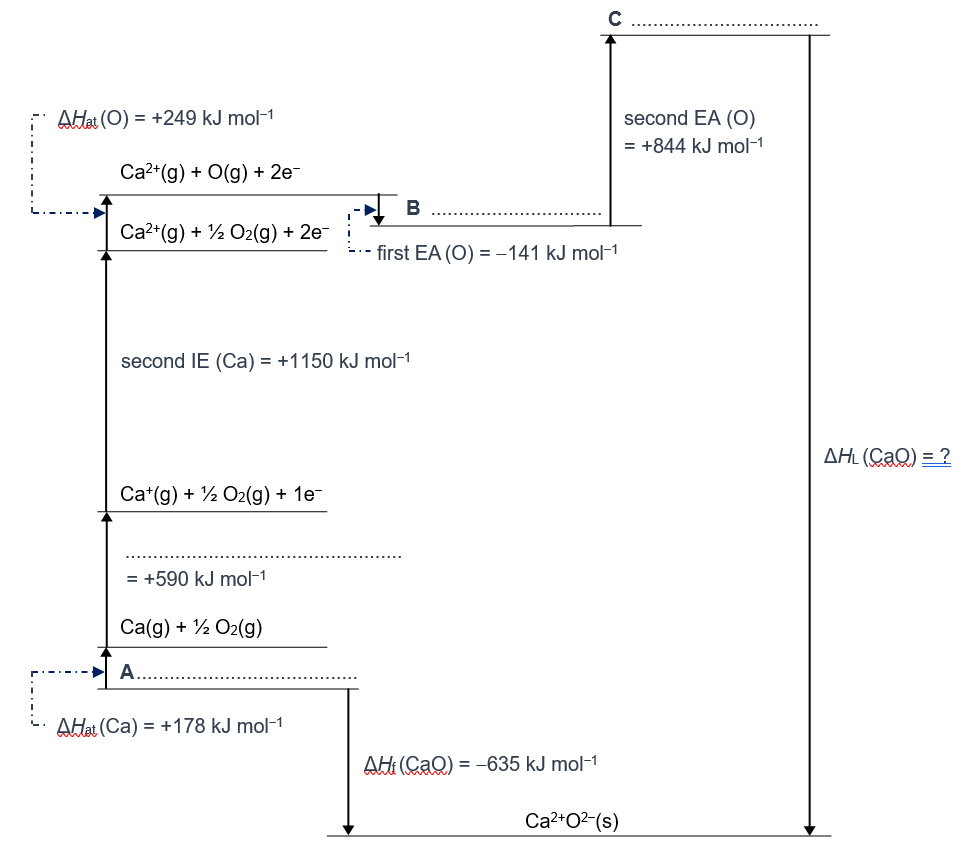 C ..................................
ΔHat (O) = +249 kJ mol⁻¹
second EA (O)
= +844 kJ mol⁻¹
Ca²⁺(g) + O(g) + 2e⁻
B ...............................
Ca²⁺(g) + ½ O₂(g) + 2e⁻
first EA (O) = −141 kJ mol⁻¹
second IE (Ca) = +1150 kJ mol⁻¹
ΔHL (CaO) = ?
Ca⁺(g) + ½ O₂(g) + 1e⁻
..................................................
= +590 kJ mol⁻¹
Ca(g) + ½ O₂(g)
A........................................
ΔHat (Ca) = +178 kJ mol⁻¹
ΔHf (CaO) = −635 kJ mol⁻¹
Ca²⁺O²⁻(s)